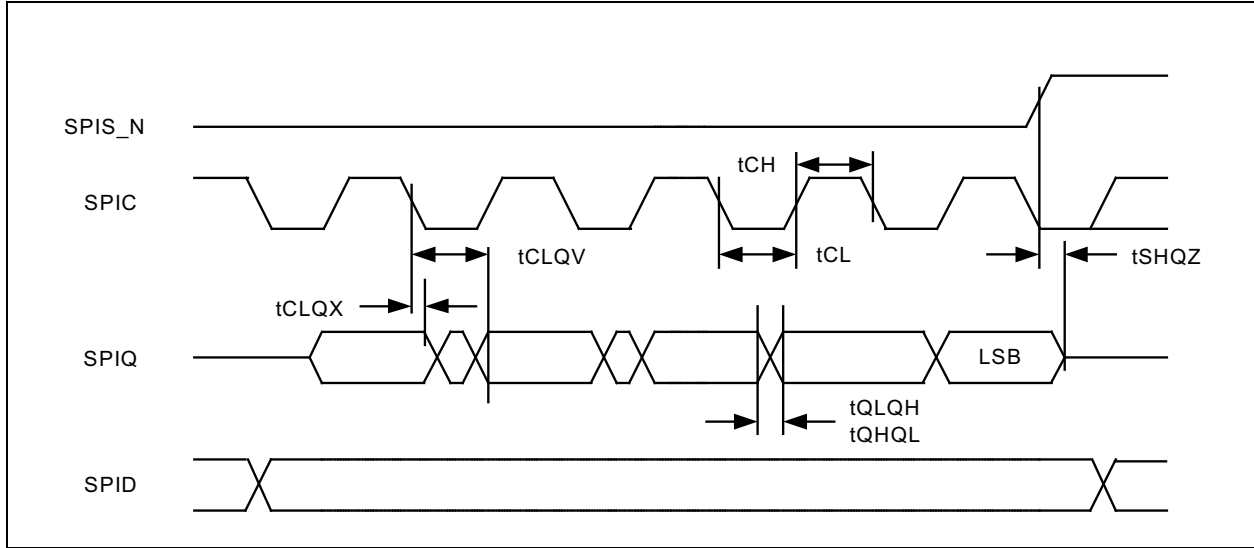 SPIS_N
tCH
SPIC
tCLQV
tCL
tSHQZ
tCLQX
SPIQ
LSB
tQLQH
tQHQL
SPID